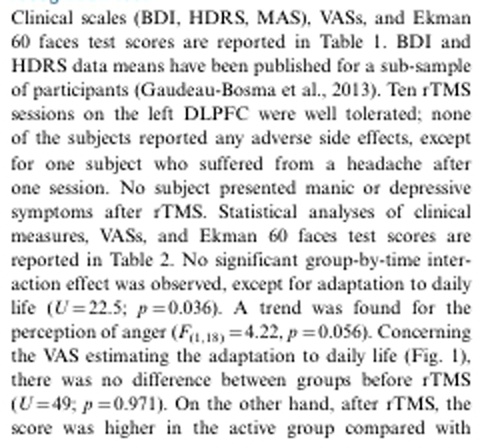 Clinical scales (BDI, HDRS, MAS), VASs, and Ekman
60 faces test scores are reported in Table 1. BDI and
HDRS data means have been published for a sub-sample
of participants (Gaudeau-Bosma et al., 2013). Ten rTMS
sessions on the left DLPFC were well tolerated; none
of the subjects reported any adverse side effects, except
for one subject who suffered from a headache after
one session. No subject presented manic or depressive
symptoms after rTMS. Statistical analyses of clinical
measures, VASs, and Ekman 60 faces test scores are
reported in Table 2. No significant group-by-time inter-
action effect was observed, except for adaptation to daily
life (U=22.5; p=0.036). A trend was found for the
perception of anger (F(1,18)=4.22, p=0.056). Concerning
the VAS estimating the adaptation to daily life (Fig. 1),
there was no difference between groups before rTMS
(U=49; p=0.971). On the other hand, after rTMS, the
score was higher in the active group compared with